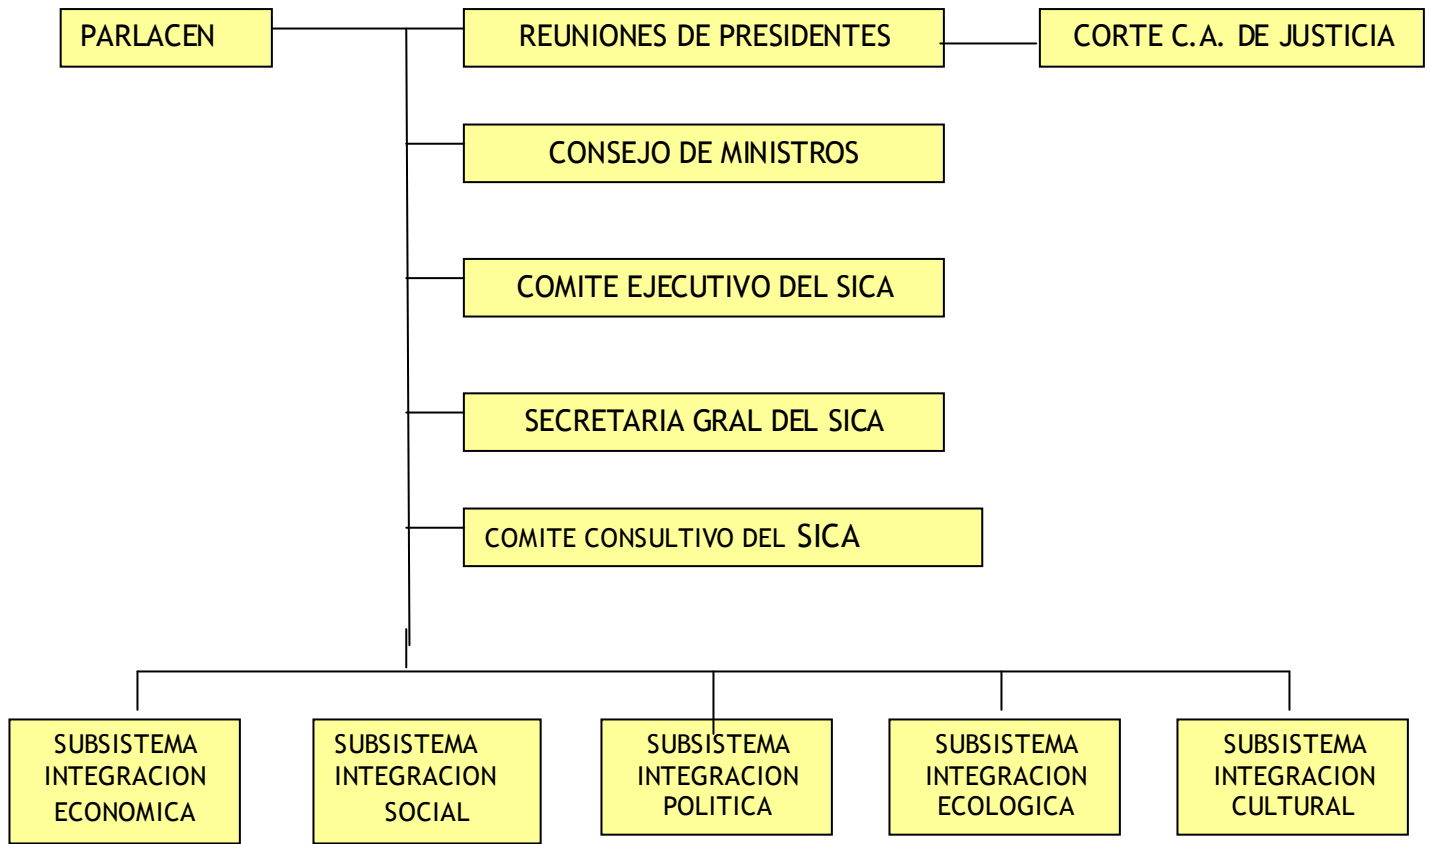 PARLACEN
REUNIONES DE PRESIDENTES
CORTE C.A. DE JUSTICIA
CONSEJO DE MINISTROS
COMITE EJECUTIVO DEL SICA
SECRETARIA GRAL DEL SICA
COMITE CONSULTIVO DEL SICA
SUBSISTEMA
INTEGRACION
ECONOMICA
SUBSISTEMA
INTEGRACION
SOCIAL
SUBSISTEMA
INTEGRACION
POLITICA
SUBSISTEMA
INTEGRACION
ECOLOGICA
SUBSISTEMA
INTEGRACION
CULTURAL